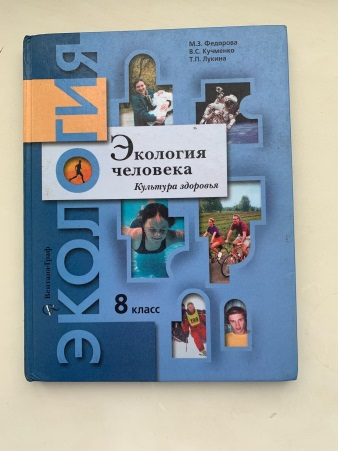 М.З. Федорова
В.С. Кучменко
Т.П. Лукина
ЭКОЛОГИЯ
Экология
человека
Культура здоровья
Вентана-Граф
8 класс